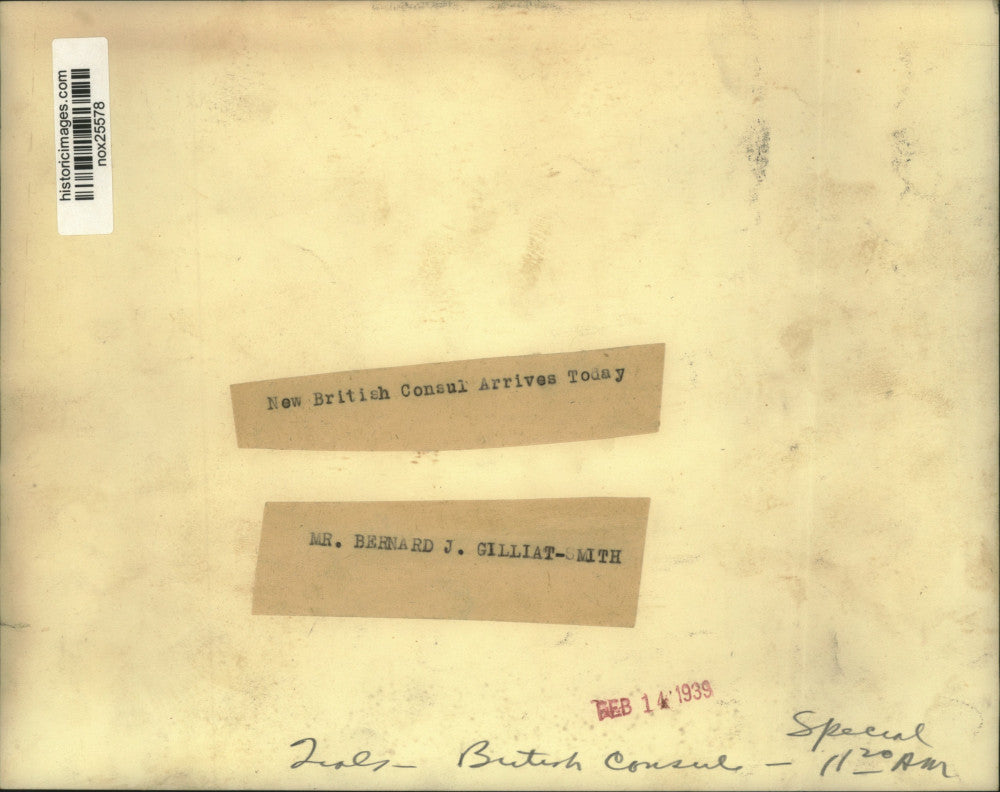 historicimages.com
nox25578
New British Consul Arrives Today
MR. BERNARD J. GILLIAT-SMITH
FEB 14 1939
Special
British Consul - 11 20 AM